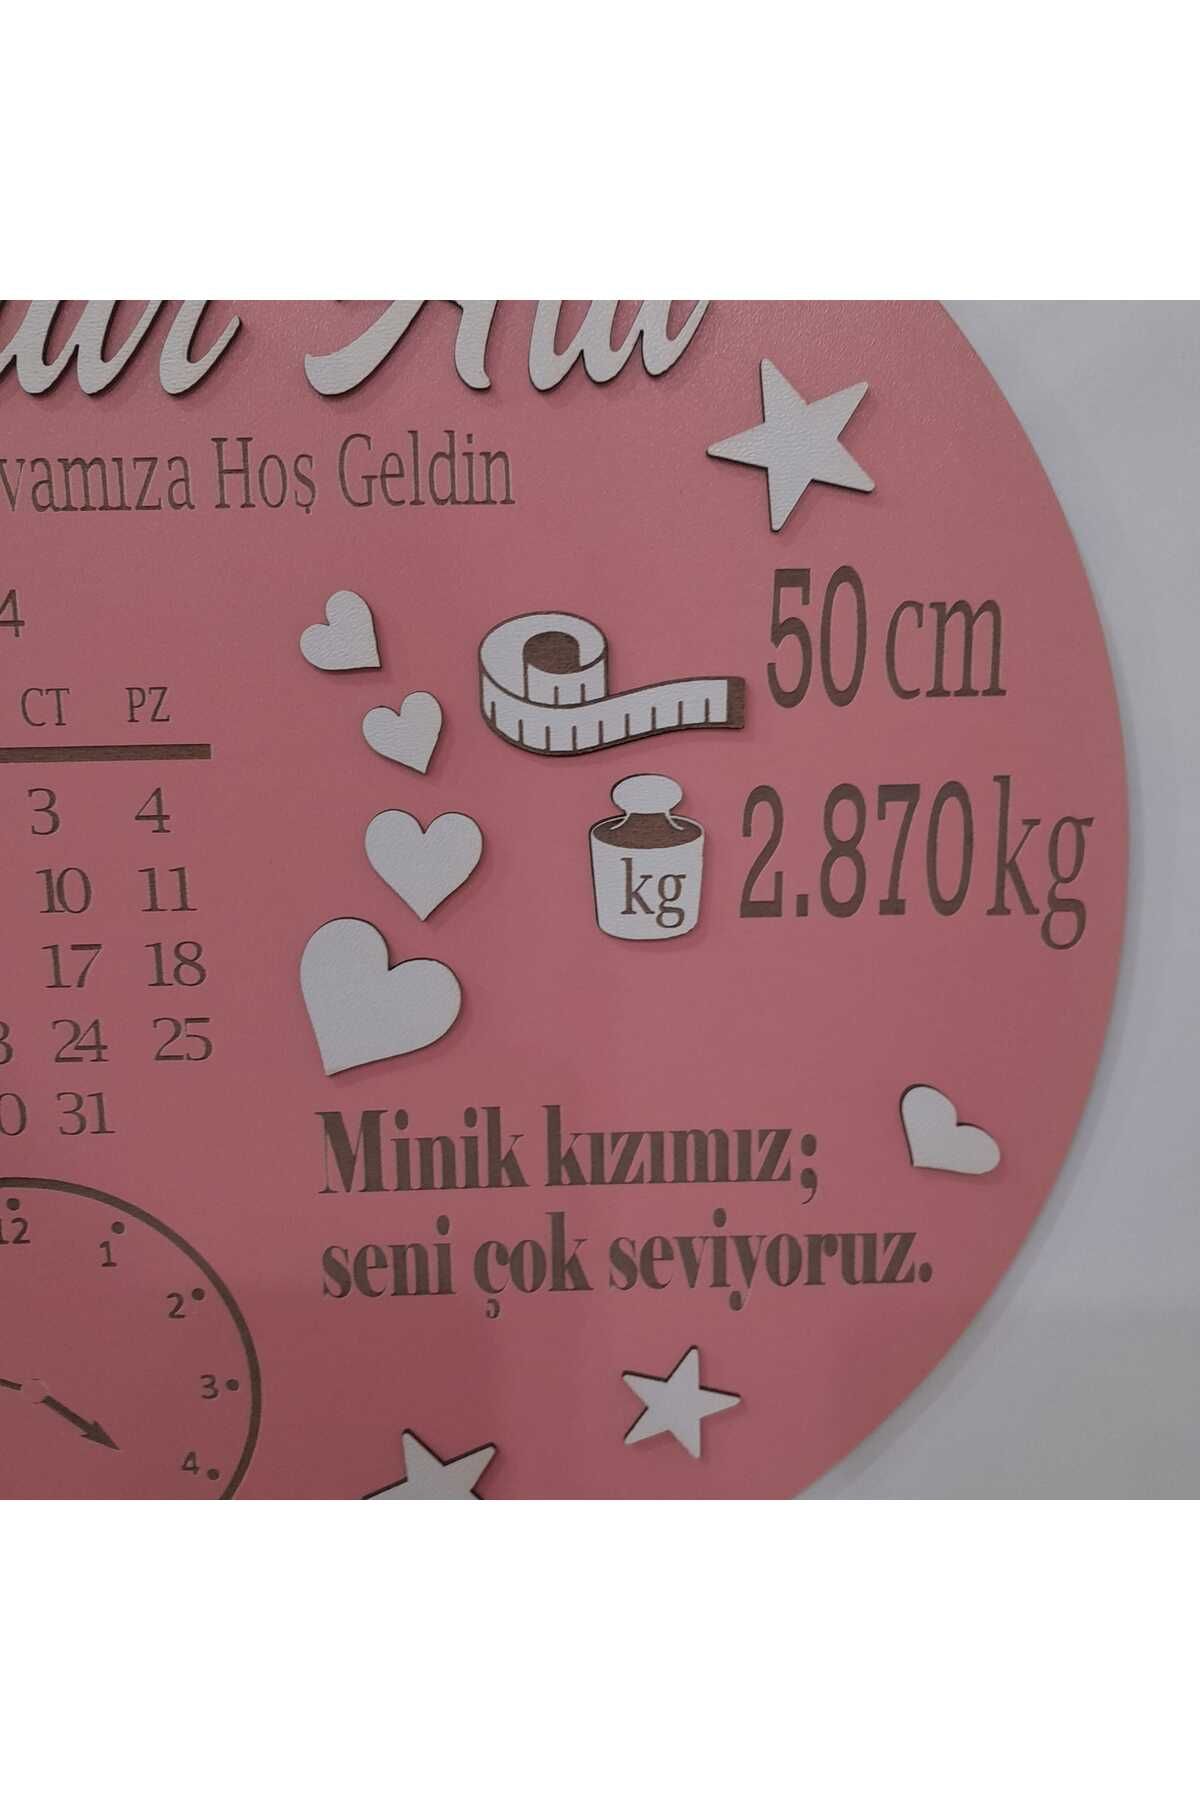 Hoş Geldin
4
CT PZ
3 4
10 11
17 18
24 25
31
50 cm
kg 2.870 kg
Minik kızımız;
seni çok seviyoruz.
12
1
2
3
4